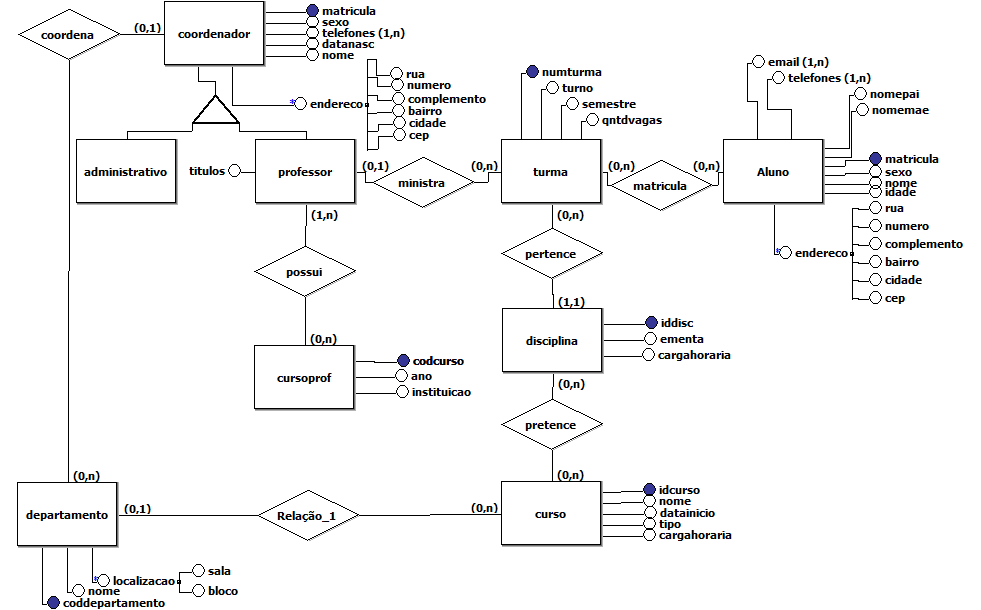 coordena
(0,1)
coordenador
matricula
sexo
telefones (1,n)
datanasc
nome
* endereco
rua
numero
complemento
bairro
cidade
cep
administrativo
titulos
professor
(0,1)
ministra
(0,n)
numturma
turno
semestre
qntdvagas
turma
(0,n)
matricula
(0,n)
email (1,n)
telefones (1,n)
nomepai
nomemae
Aluno
matricula
sexo
nome
idade
* endereco
rua
numero
complemento
bairro
cidade
cep
(1,n)
possui
(0,n)
cursoprof
codcurso
ano
instituicao
(0,n)
pertence
(1,1)
disciplina
iddisc
ementa
cargahoraria
(0,n)
pretence
(0,n)
curso
idcurso
nome
datainicio
tipo
cargahoraria
(0,n)
departamento
(0,1)
Relação_1
(0,n)
* localizacao
sala
bloco
nome
coddepartamento